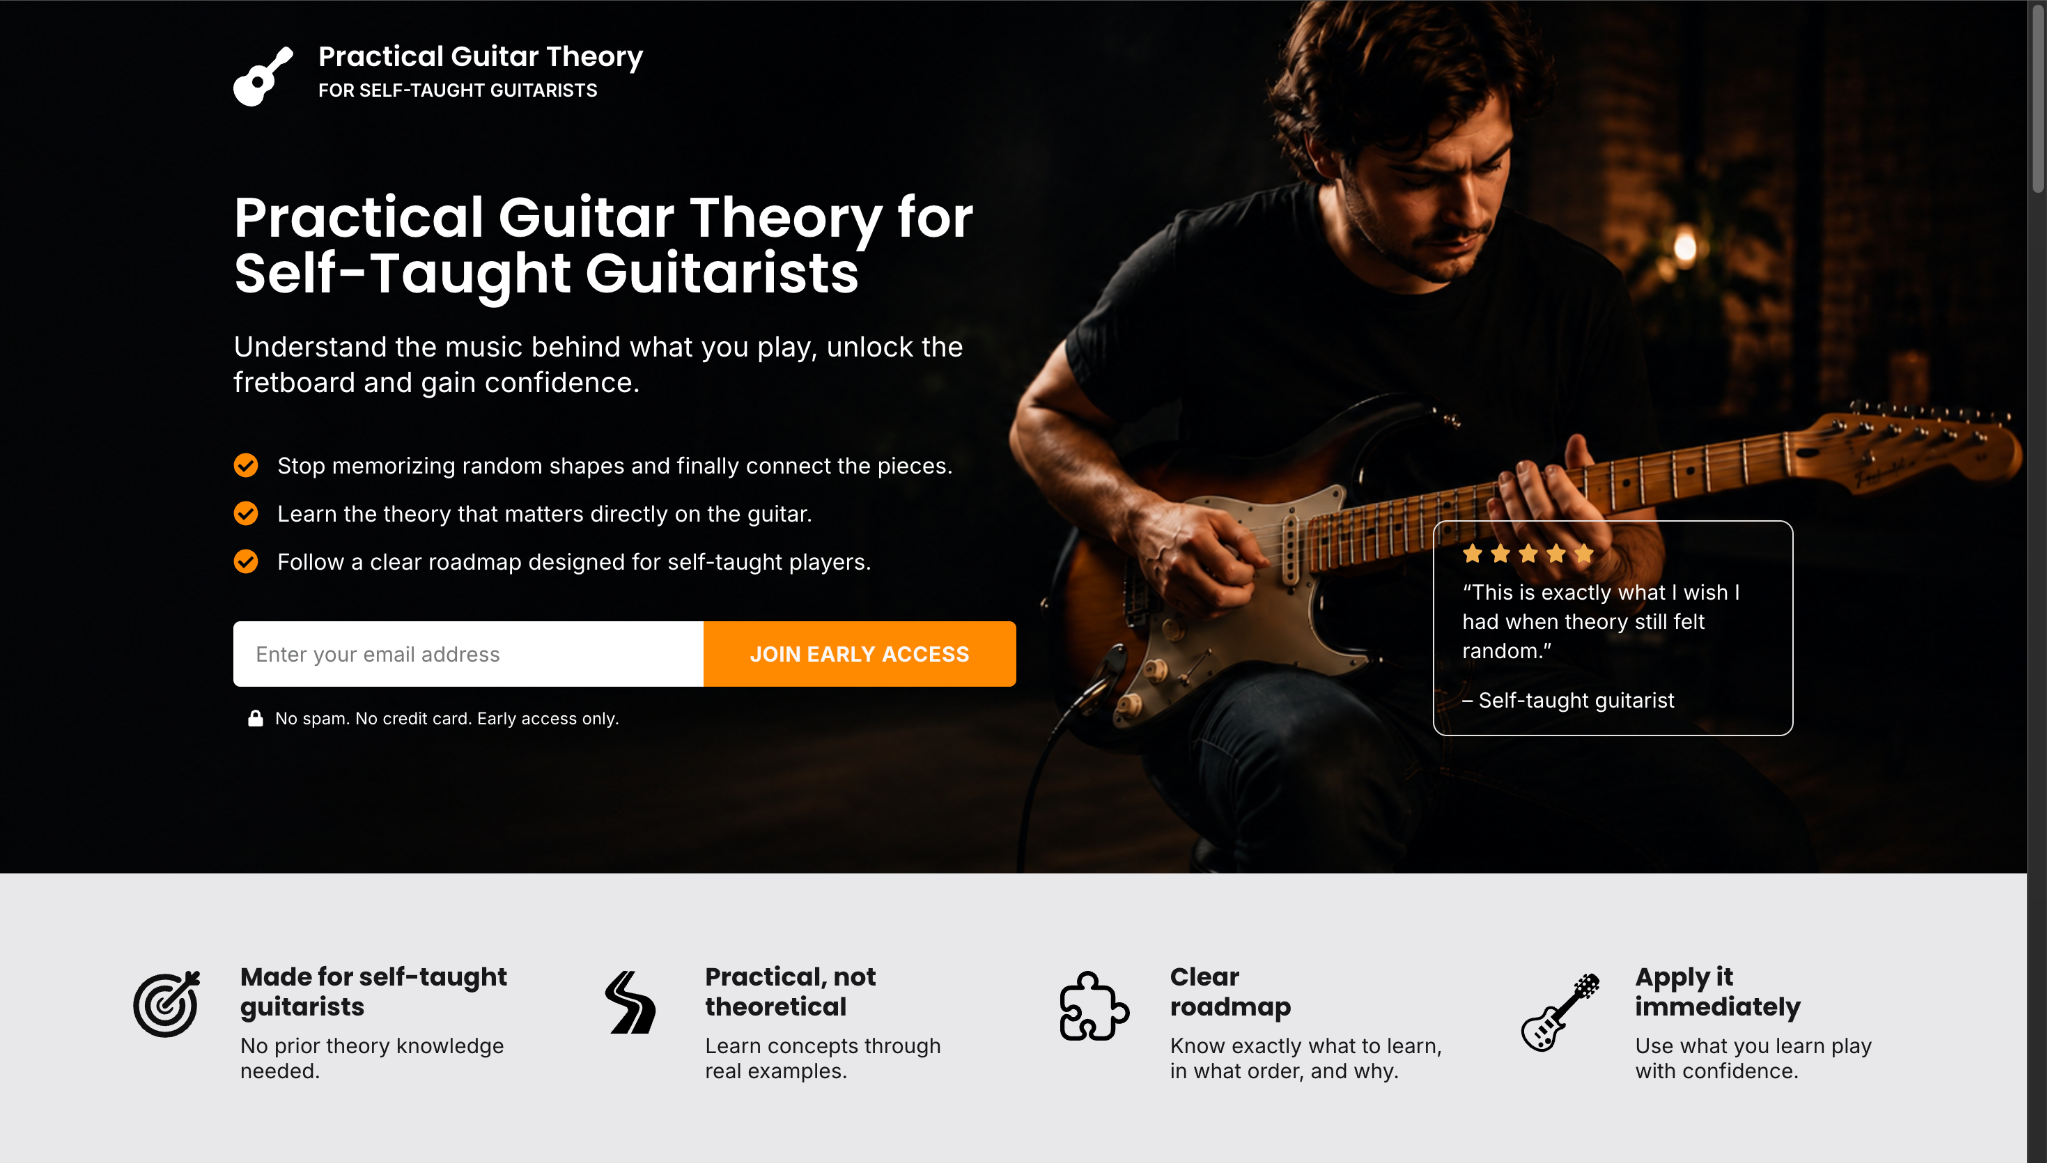 Practical Guitar Theory
FOR SELF-TAUGHT GUITARISTS
Practical Guitar Theory for
Self-Taught Guitarists
Understand the music behind what you play, unlock the
fretboard and gain confidence.
Stop memorizing random shapes and finally connect the pieces.
Learn the theory that matters directly on the guitar.
Follow a clear roadmap designed for self-taught players.
Enter your email address
JOIN EARLY ACCESS
No spam. No credit card. Early access only.
“This is exactly what I wish I
had when theory still felt
random.”
– Self-taught guitarist
Made for self-taught
guitarists
No prior theory knowledge
needed.
Practical, not
theoretical
Learn concepts through
real examples.
Clear
roadmap
Know exactly what to learn,
in what order, and why.
Apply it
immediately
Use what you learn play
with confidence.